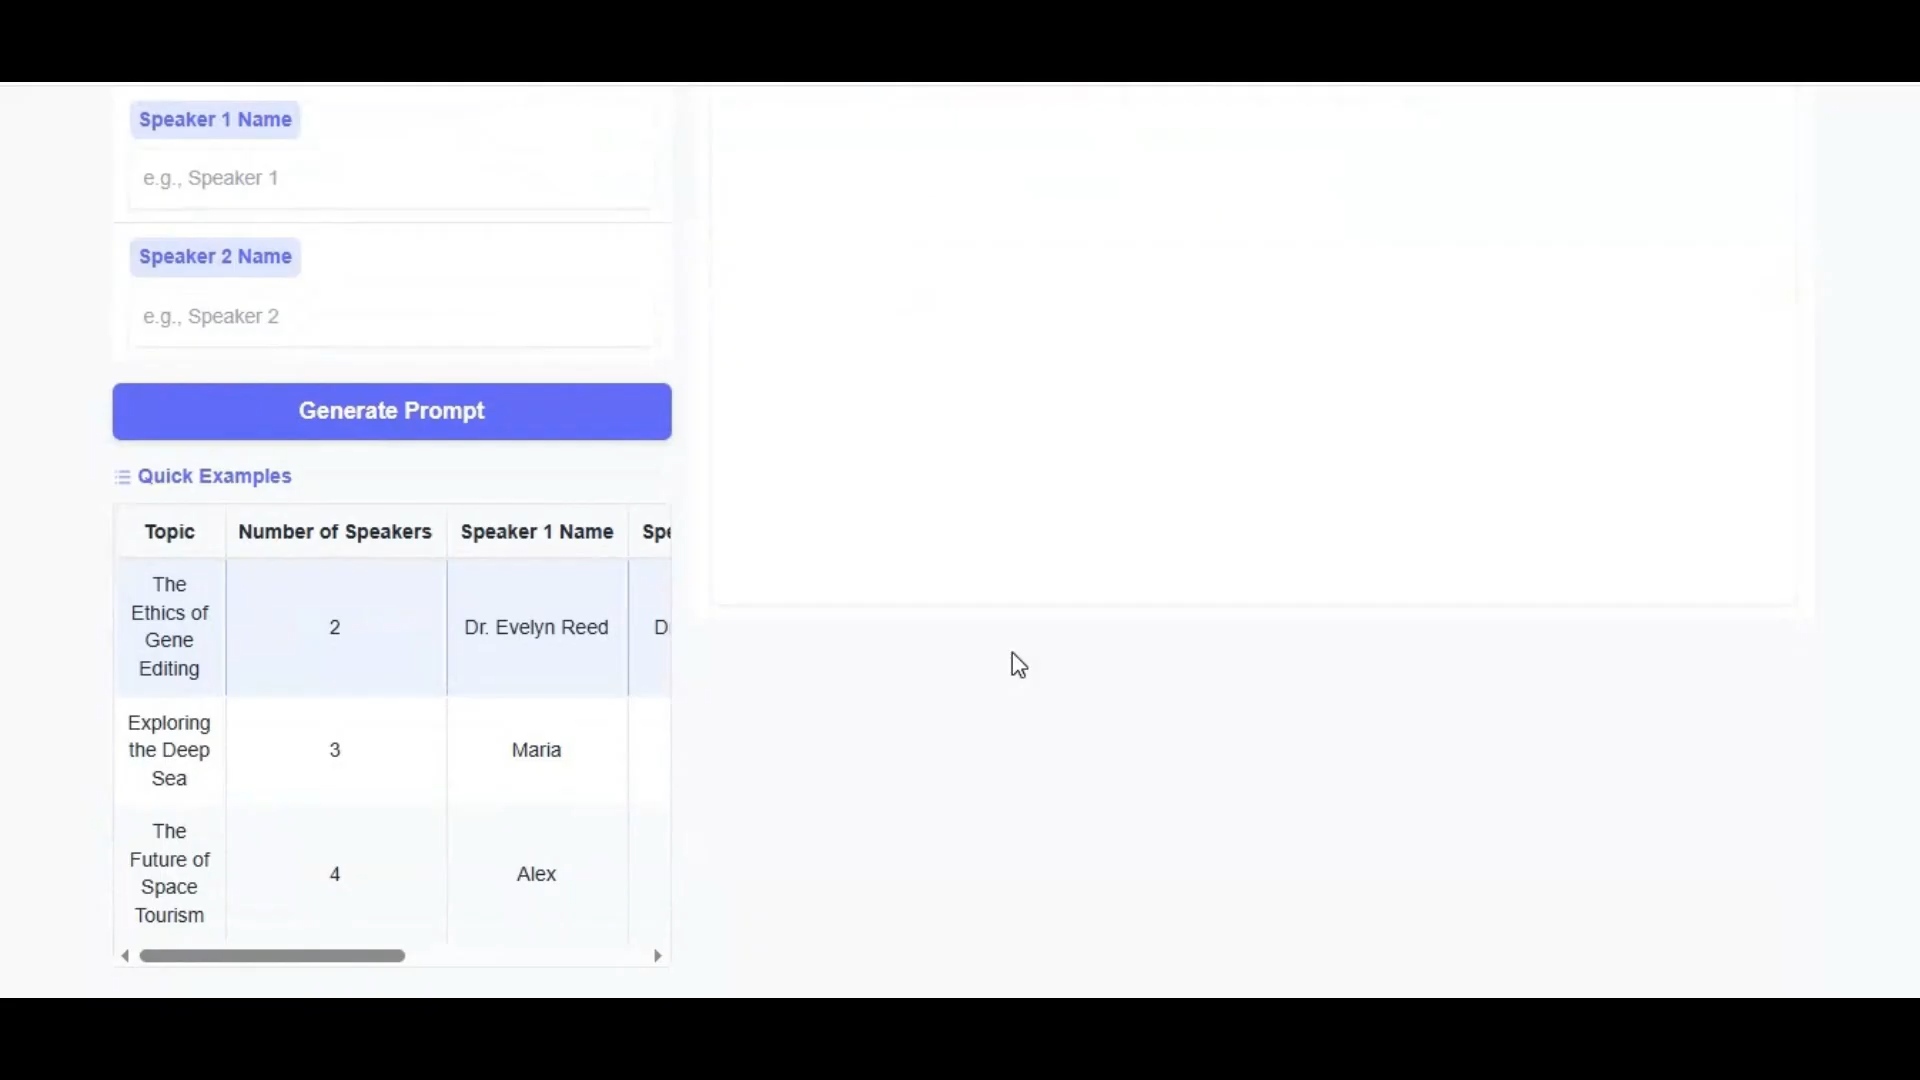 Speaker 1 Name
e.g., Speaker 1
Speaker 2 Name
e.g., Speaker 2
Generate Prompt
Quick Examples
Topic Number of Speakers Speaker 1 Name Spe
The
Ethics of
Gene
Editing
2 Dr. Evelyn Reed D
Exploring
the Deep
Sea
3 Maria
The
Future of
Space
Tourism
4 Alex